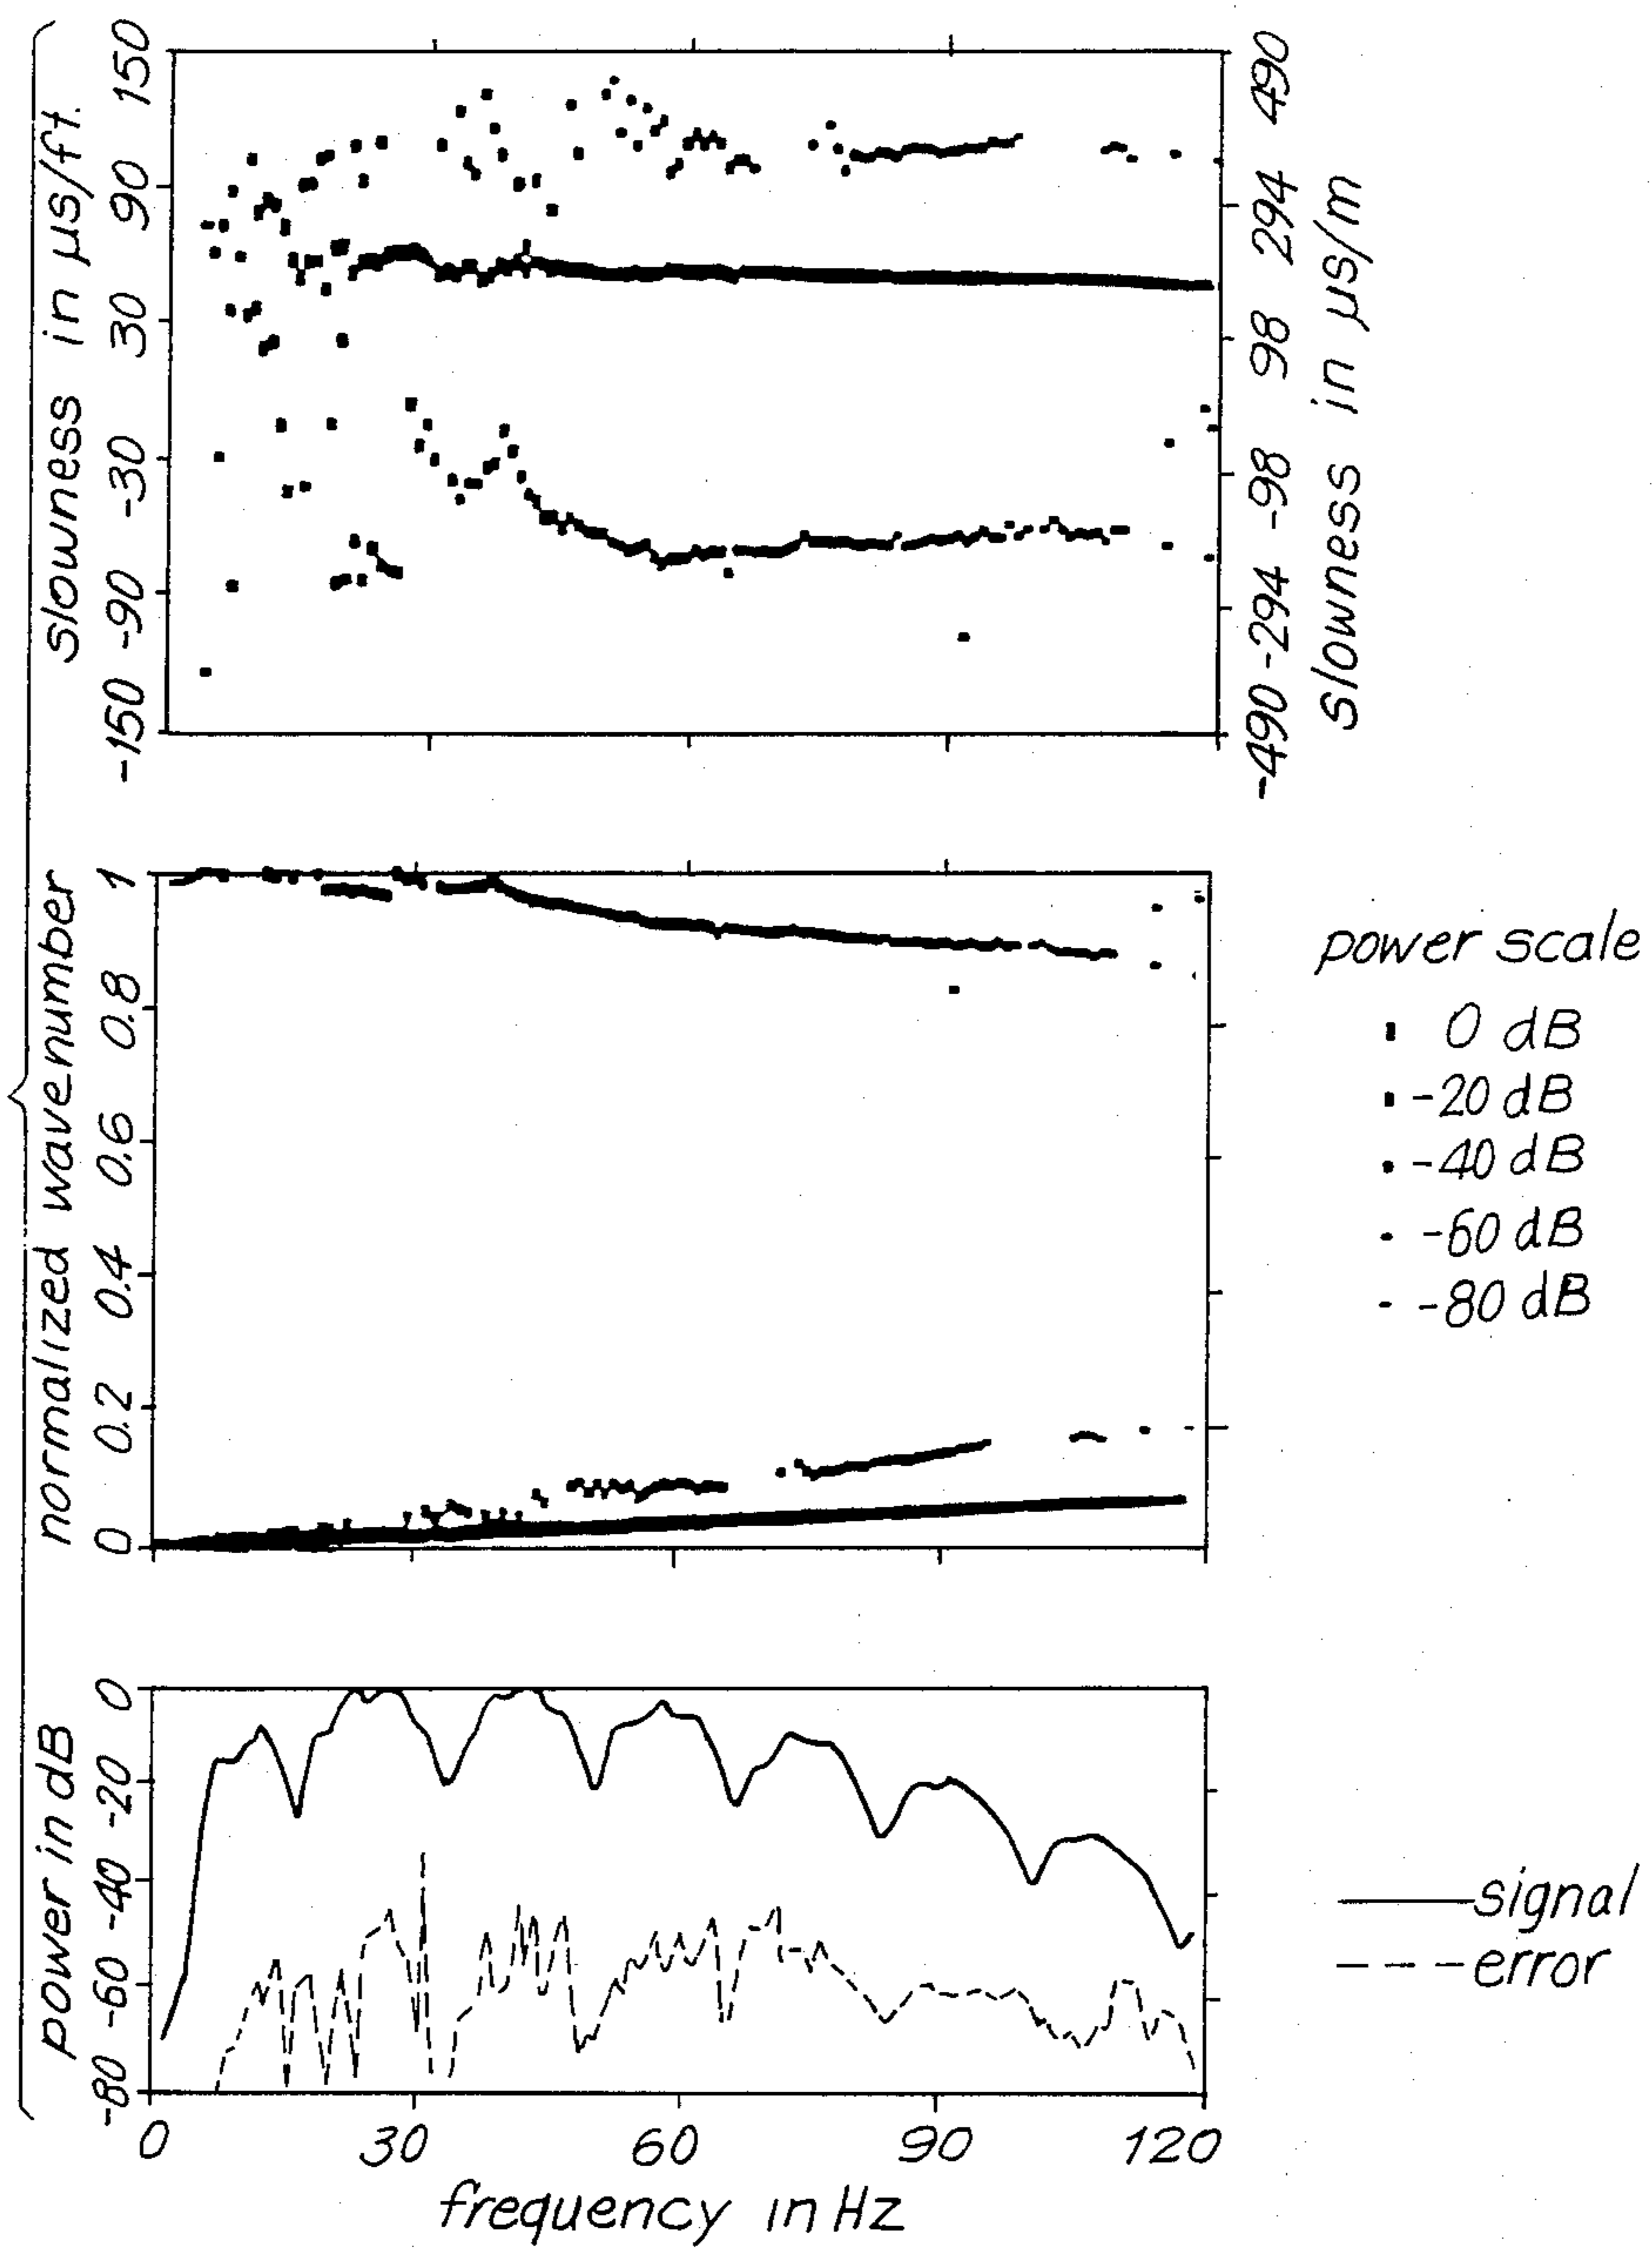 slowness in μs/ft.
150
90
30
-30
-90
-150
490
294
98
-98
-294
-490
slowness in μs/m
normalized wavenumber
1
0.8
0.6
0.4
0.2
0
power scale
0 dB
-20 dB
-40 dB
-60 dB
-80 dB
power in dB
0
-20
-40
-60
-80
signal
error
0 30 60 90 120
frequency in Hz